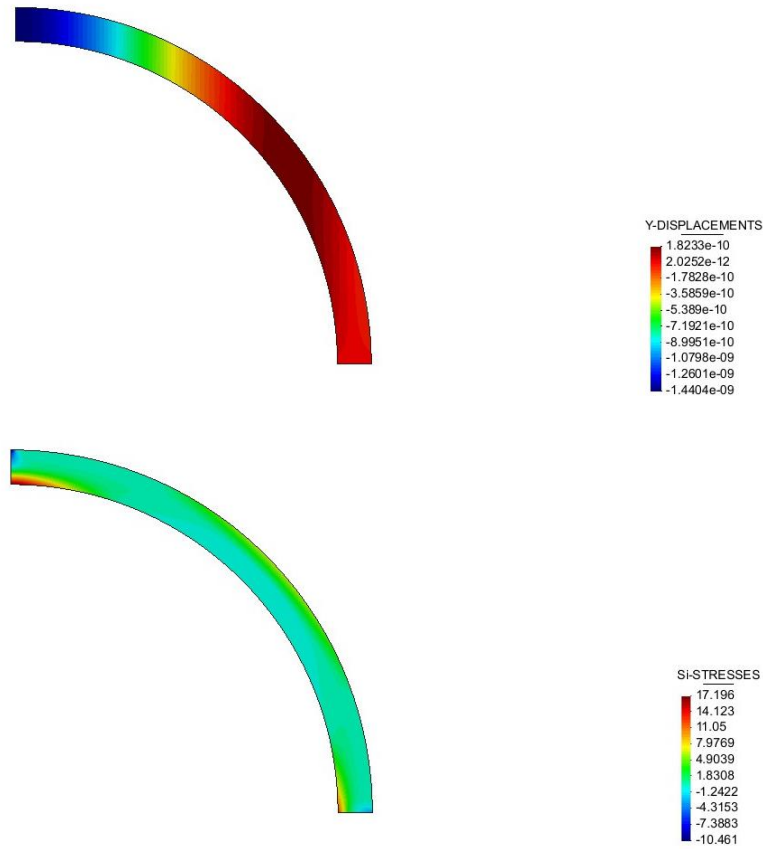 Y-DISPLACEMENTS
1.8233e-10
2.0252e-12
-1.7828e-10
-3.5859e-10
-5.389e-10
-7.1921e-10
-8.9951e-10
-1.0798e-09
-1.2601e-09
-1.4404e-09
Si-STRESSES
17.196
14.123
11.05
7.9769
4.9039
1.8308
-1.2422
-4.3153
-7.3883
-10.461